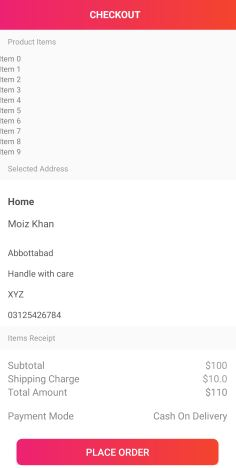 CHECKOUT
Product Items
Item 0
Item 1
Item 2
Item 3
Item 4
Item 5
Item 6
Item 7
Item 8
Item 9
Selected Address
Home
Moiz Khan
Abbottabad
Handle with care
XYZ
03125426784
Items Receipt
Subtotal $100
Shipping Charge $10.0
Total Amount $110
Payment Mode Cash On Delivery
PLACE ORDER